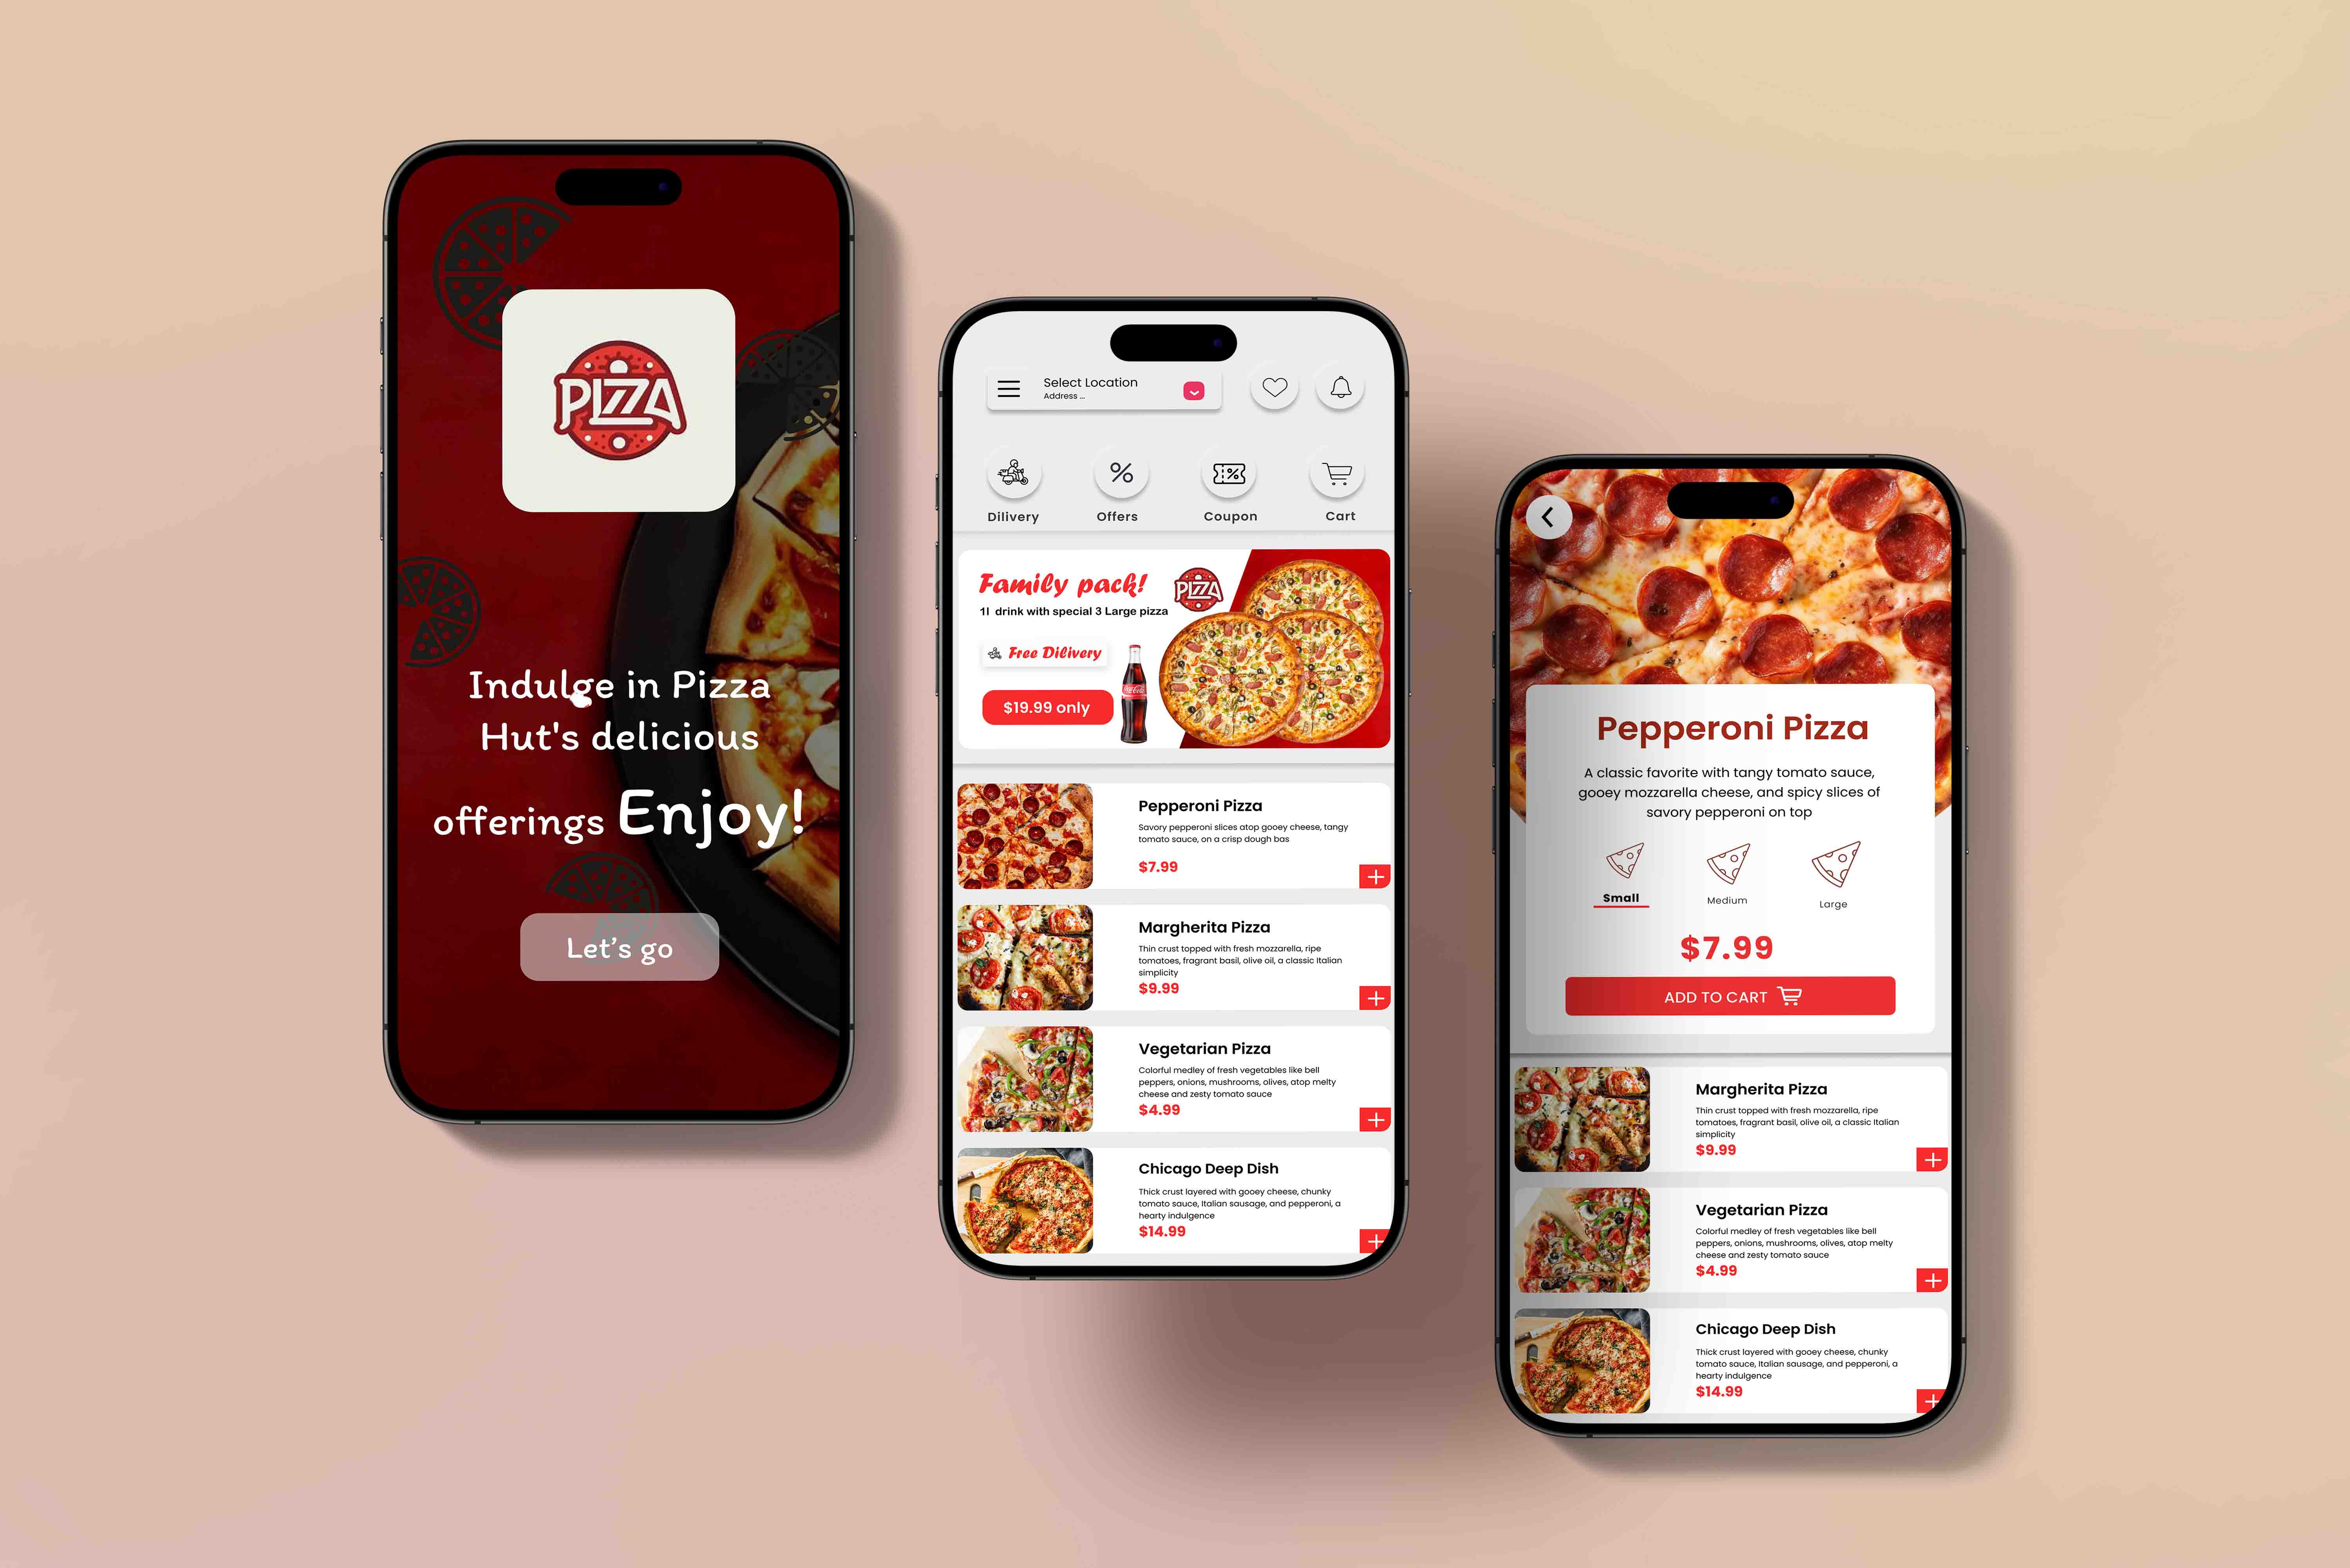 PIZZA
Indulge in Pizza
Hut's delicious
offerings Enjoy!
Let's go
Select Location
Address ...
Dilivery
Offers
Coupon
Cart
Family pack!
PIZZA
1l drink with special 3 Large pizza
Free Dilivery
$19.99 only
Coca-Cola
Pepperoni Pizza
Savory pepperoni slices atop gooey cheese, tangy
tomato sauce, on a crisp dough bas
$7.99
Margherita Pizza
Thin crust topped with fresh mozzarella, ripe
tomatoes, fragrant basil, olive oil, a classic Italian
simplicity
$9.99
Vegetarian Pizza
Colorful medley of fresh vegetables like bell
peppers, onions, mushrooms, olives, atop melty
cheese and zesty tomato sauce
$4.99
Chicago Deep Dish
Thick crust layered with gooey cheese, chunky
tomato sauce, Italian sausage, and pepperoni, a
hearty indulgence
$14.99
Pepperoni Pizza
A classic favorite with tangy tomato sauce,
gooey mozzarella cheese, and spicy slices of
savory pepperoni on top
Small
Medium
Large
$7.99
ADD TO CART
Margherita Pizza
Thin crust topped with fresh mozzarella, ripe
tomatoes, fragrant basil, olive oil, a classic Italian
simplicity
$9.99
Vegetarian Pizza
Colorful medley of fresh vegetables like bell
peppers, onions, mushrooms, olives, atop melty
cheese and zesty tomato sauce
$4.99
Chicago Deep Dish
Thick crust layered with gooey cheese, chunky
tomato sauce, Italian sausage, and pepperoni, a
hearty indulgence
$14.99